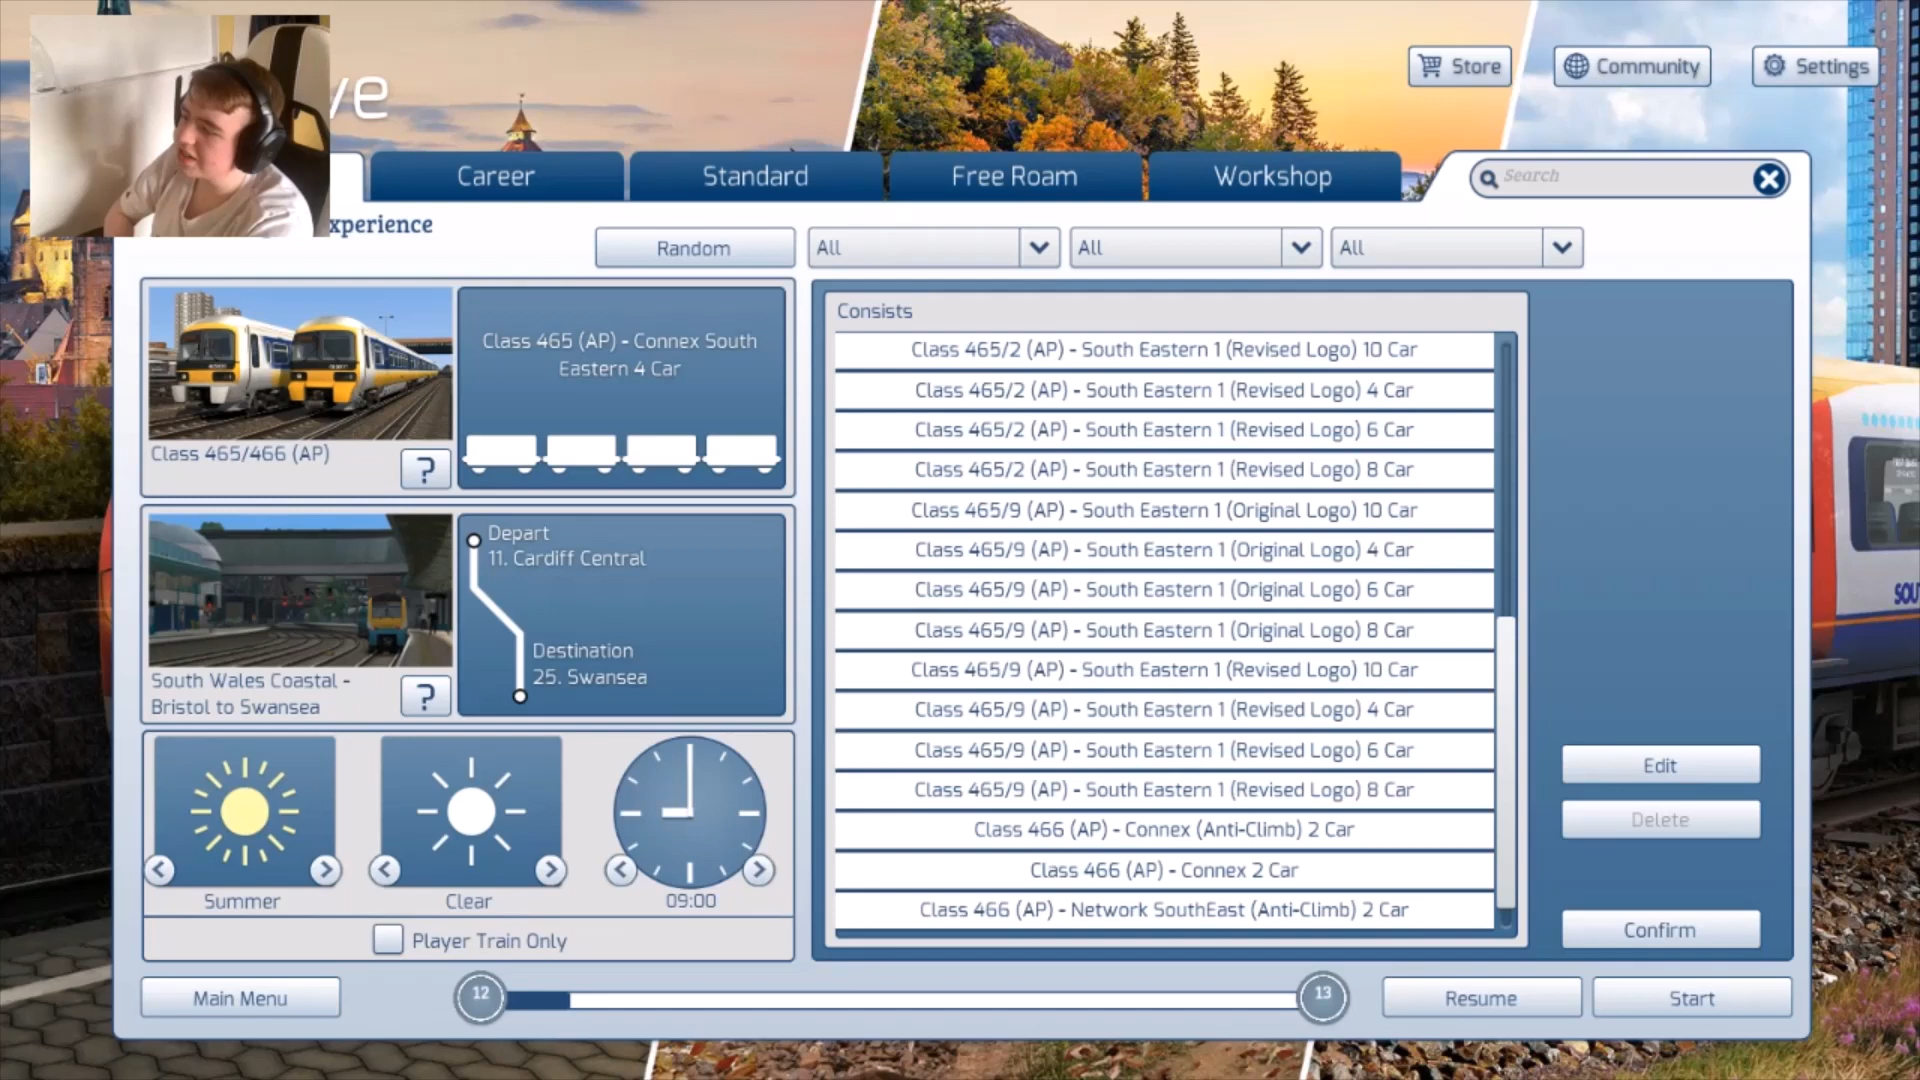 ve
Store
Community
Settings
Career
Standard
Free Roam
Workshop
Search
xperience
Random
All
All
All
Class 465/466 (AP)
?
Class 465 (AP) - Connex South
Eastern 4 Car
South Wales Coastal -
Bristol to Swansea
?
Depart
11. Cardiff Central
Destination
25. Swansea
Summer
Clear
09:00
Player Train Only
Consists
Class 465/2 (AP) - South Eastern 1 (Revised Logo) 10 Car
Class 465/2 (AP) - South Eastern 1 (Revised Logo) 4 Car
Class 465/2 (AP) - South Eastern 1 (Revised Logo) 6 Car
Class 465/2 (AP) - South Eastern 1 (Revised Logo) 8 Car
Class 465/9 (AP) - South Eastern 1 (Original Logo) 10 Car
Class 465/9 (AP) - South Eastern 1 (Original Logo) 4 Car
Class 465/9 (AP) - South Eastern 1 (Original Logo) 6 Car
Class 465/9 (AP) - South Eastern 1 (Original Logo) 8 Car
Class 465/9 (AP) - South Eastern 1 (Revised Logo) 10 Car
Class 465/9 (AP) - South Eastern 1 (Revised Logo) 4 Car
Class 465/9 (AP) - South Eastern 1 (Revised Logo) 6 Car
Class 465/9 (AP) - South Eastern 1 (Revised Logo) 8 Car
Class 466 (AP) - Connex (Anti-Climb) 2 Car
Class 466 (AP) - Connex 2 Car
Class 466 (AP) - Network SouthEast (Anti-Climb) 2 Car
Edit
Delete
Confirm
SOU
Main Menu
12
13
Resume
Start